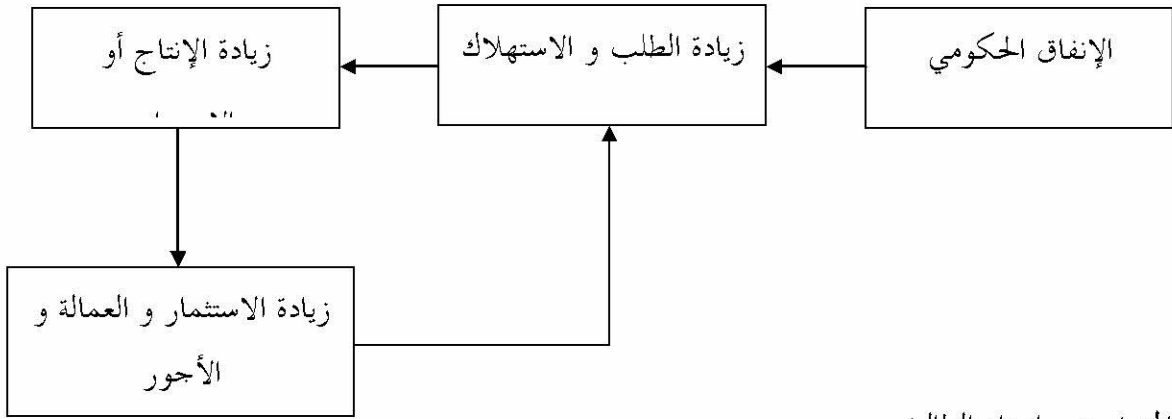 الإنفاق الحكومي
زيادة الطلب و الاستهلاك
زيادة الإنتاج أو
زيادة الاستثمار و العمالة و
الأجور